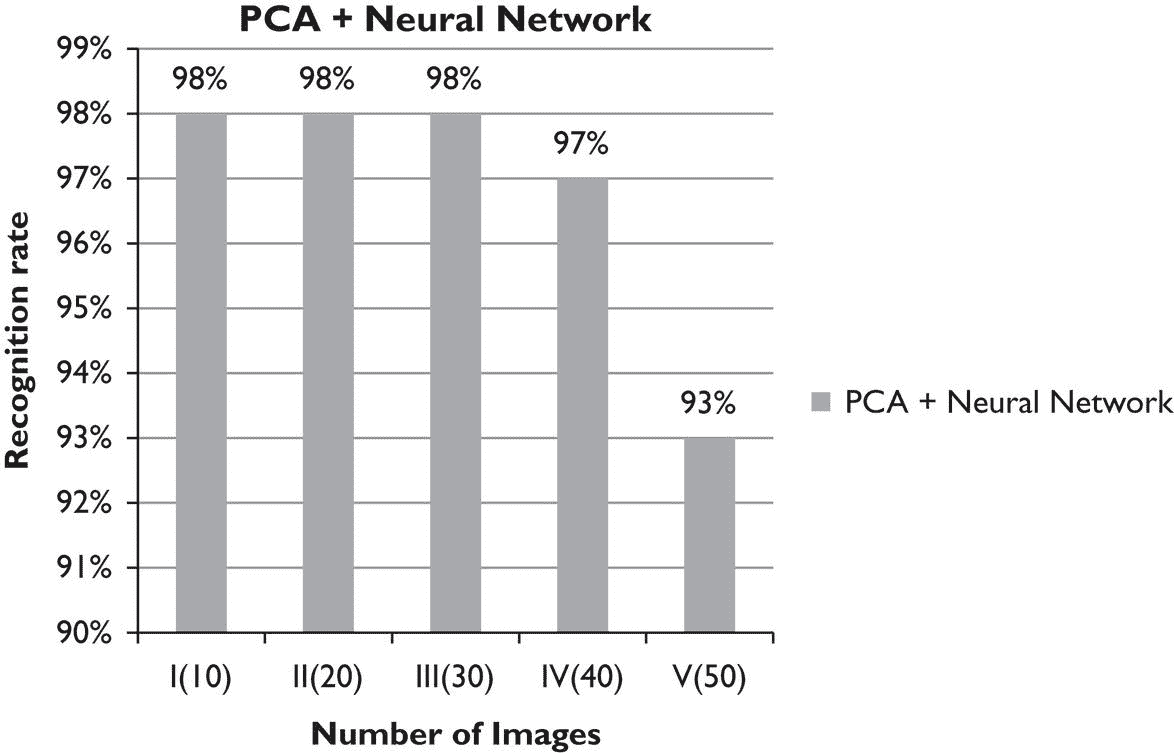 PCA + Neural Network
99%
98%
97%
96%
95%
94%
93%
92%
91%
90%
Recognition rate
98%
98%
98%
97%
93%
I(10)
II(20)
III(30)
IV(40)
V(50)
Number of Images
PCA + Neural Network